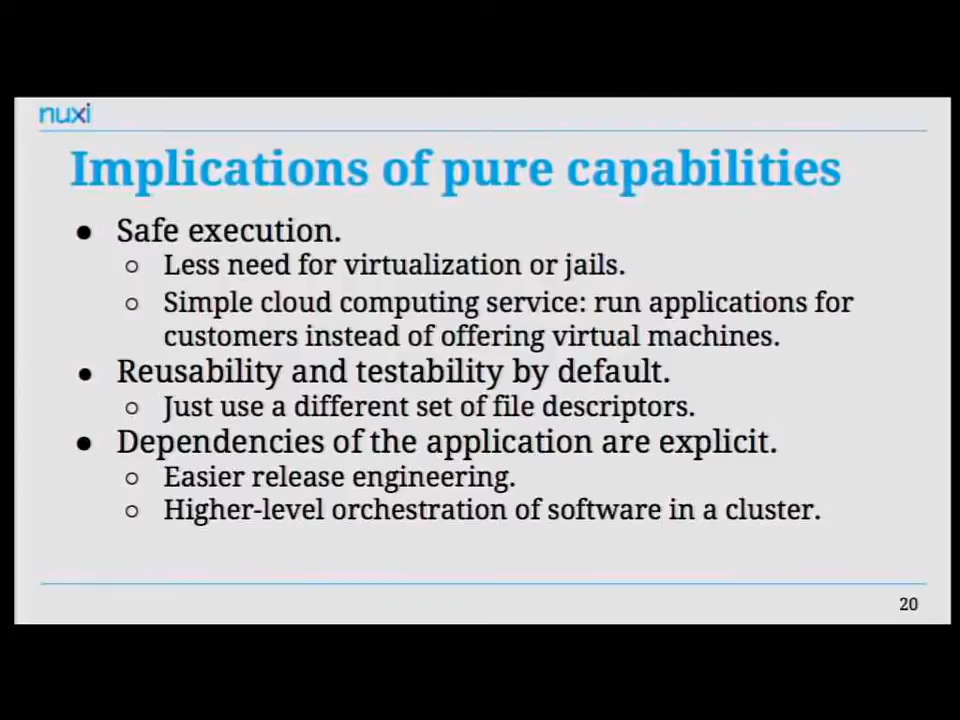 nuxi
Implications of pure capabilities
● Safe execution.
○ Less need for virtualization or jails.
○ Simple cloud computing service: run applications for
customers instead of offering virtual machines.
● Reusability and testability by default.
○ Just use a different set of file descriptors.
● Dependencies of the application are explicit.
○ Easier release engineering.
○ Higher-level orchestration of software in a cluster.
20